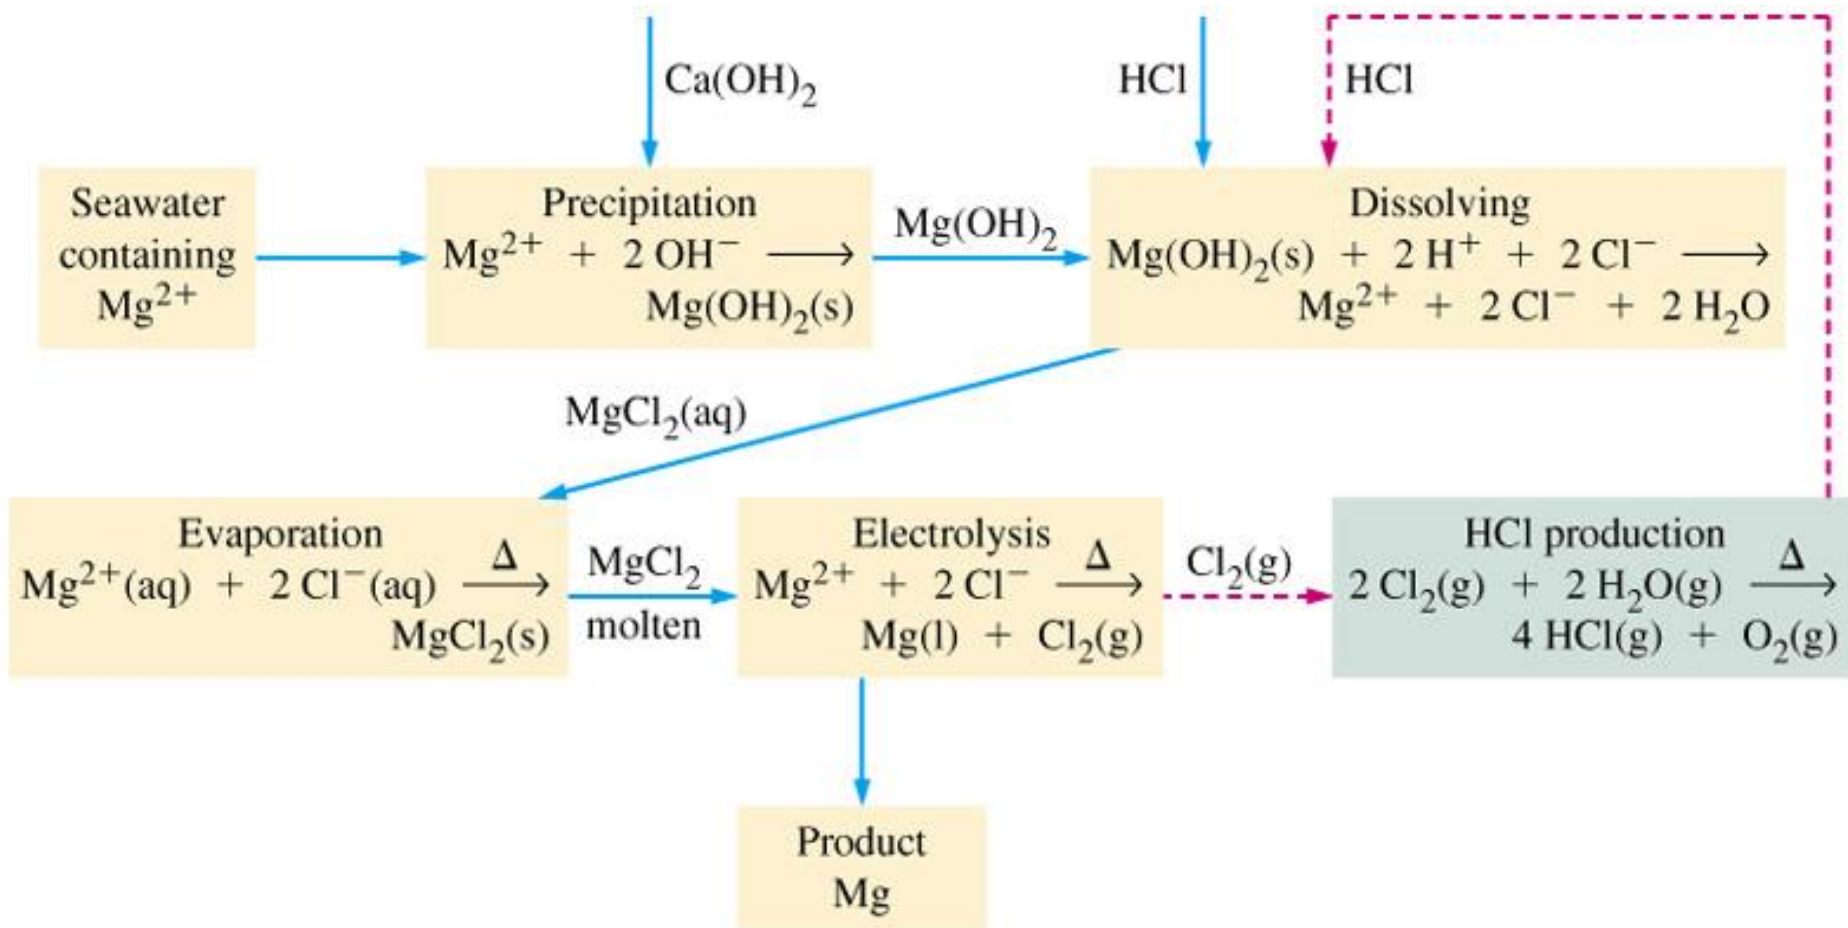 Ca(OH)₂
HCl
HCl
Seawater
containing
Mg²⁺
Precipitation
Mg²⁺ + 2 OH⁻ ⟶
Mg(OH)₂(s)
Mg(OH)₂
Dissolving
Mg(OH)₂(s) + 2 H⁺ + 2 Cl⁻ ⟶
Mg²⁺ + 2 Cl⁻ + 2 H₂O
MgCl₂(aq)
Evaporation
Mg²⁺(aq) + 2 Cl⁻(aq) Δ⟶
MgCl₂(s)
MgCl₂
molten
Electrolysis
Mg²⁺ + 2 Cl⁻ Δ⟶
Mg(l) + Cl₂(g)
Cl₂(g)
HCl production
2 Cl₂(g) + 2 H₂O(g) Δ⟶
4 HCl(g) + O₂(g)
Product
Mg